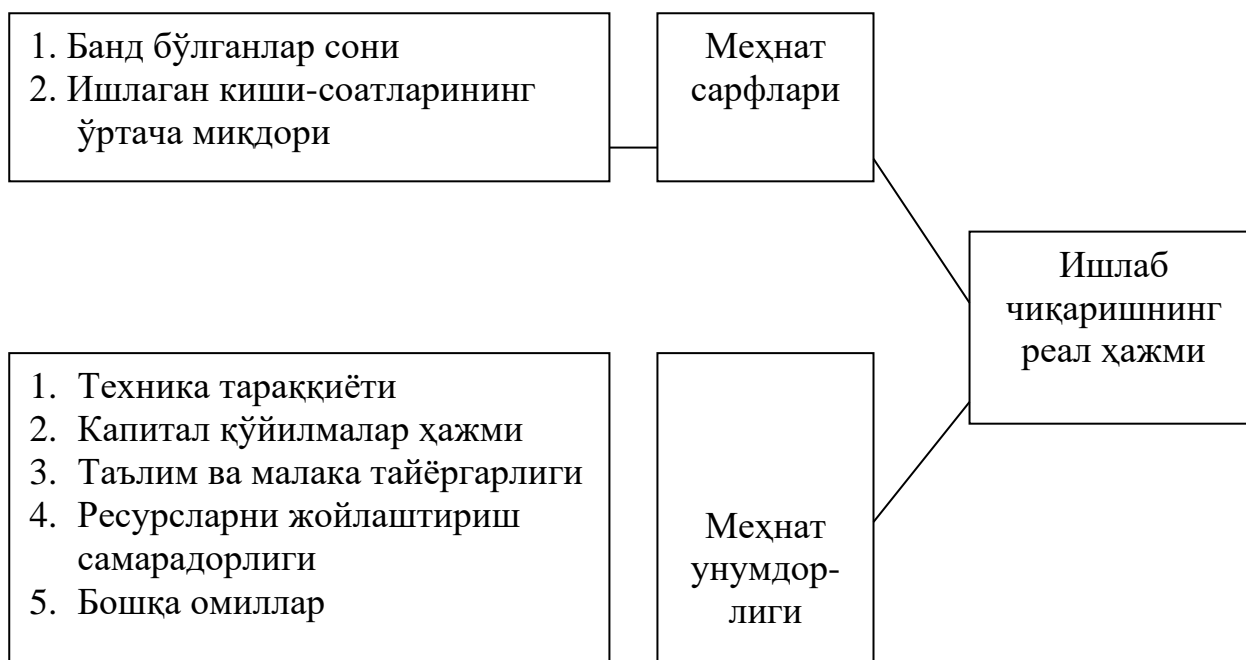 1. Банд бўлганлар сони
2. Ишлаган киши-соатларининг
ўртача миқдори
Меҳнат
сарфлари
Ишлаб
чиқаришнинг
реал ҳажми
1. Техника тараққиёти
2. Капитал қўйилмалар ҳажми
3. Таълим ва малака тайёргарлиги
4. Ресурсларни жойлаштириш
самарадорлиги
5. Бошқа омиллар
Меҳнат
унумдор-
лиги